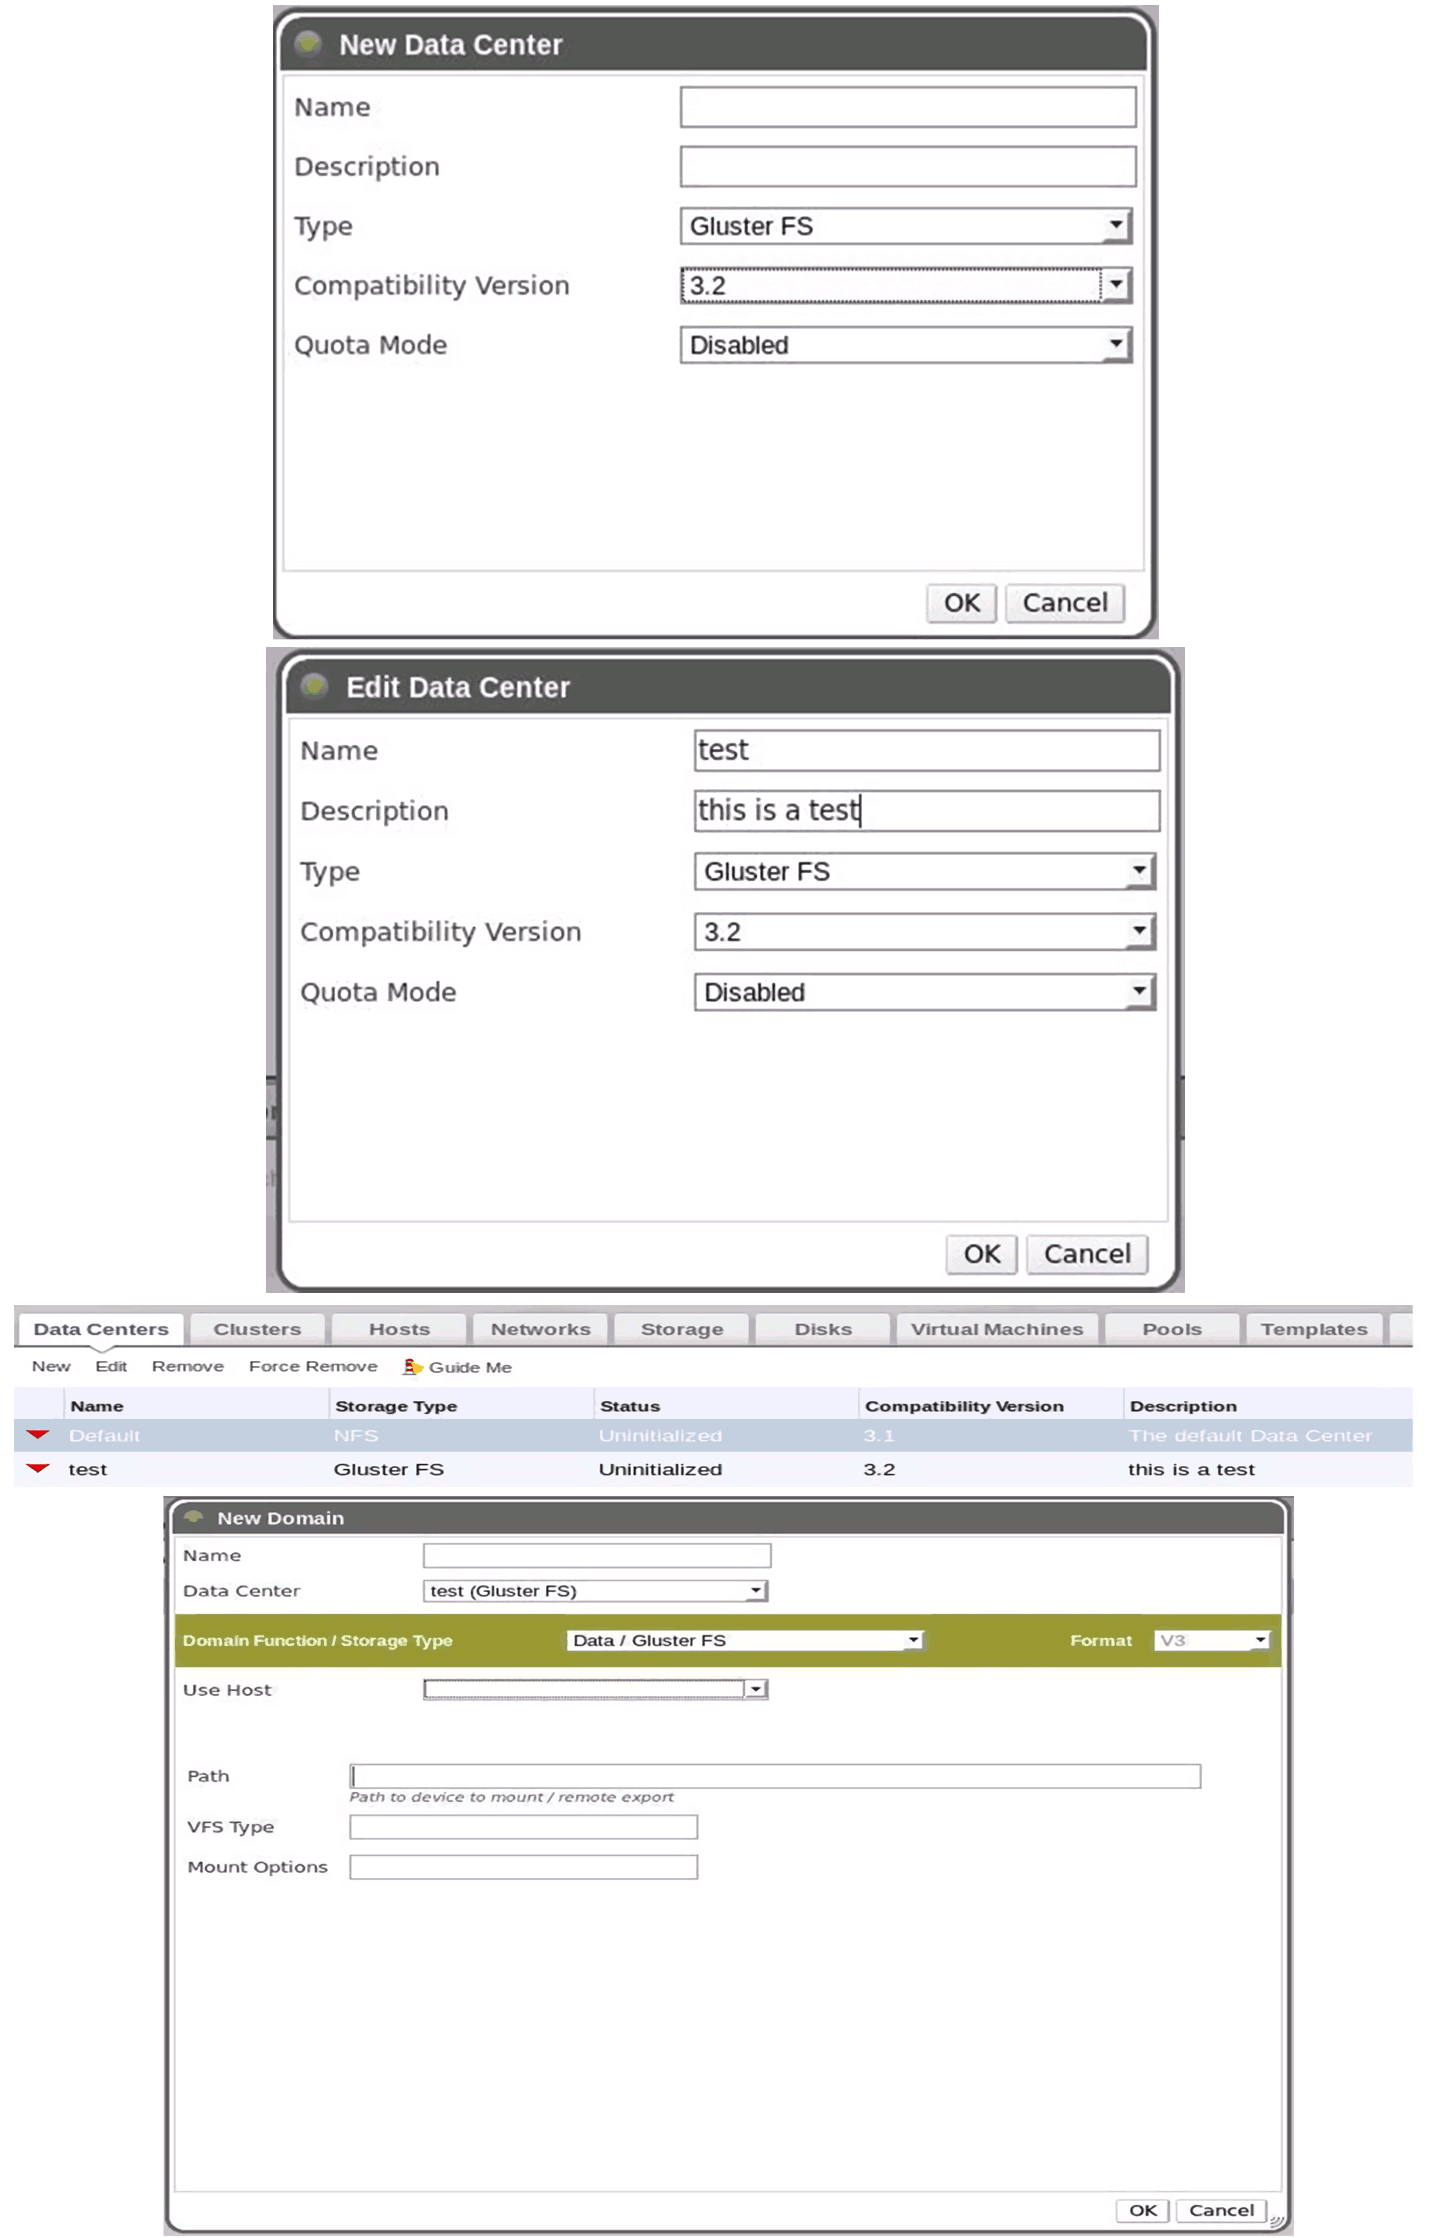 New Data Center
Name
Description
Type Gluster FS
Compatibility Version 3.2
Quota Mode Disabled
OK Cancel
Edit Data Center
Name test
Description this is a test
Type Gluster FS
Compatibility Version 3.2
Quota Mode Disabled
OK Cancel
Data Centers Clusters Hosts Networks Storage Disks Virtual Machines Pools Templates
New Edit Remove Force Remove Guide Me
Name Storage Type Status Compatibility Version Description
Default NFS Uninitialized 3.1 The default Data Center
test Gluster FS Uninitialized 3.2 this is a test
New Domain
Name
Data Center test (Gluster FS)
Domain Function / Storage Type Data / Gluster FS Format V3
Use Host
Path
Path to device to mount / remote export
VFS Type
Mount Options
OK Cancel